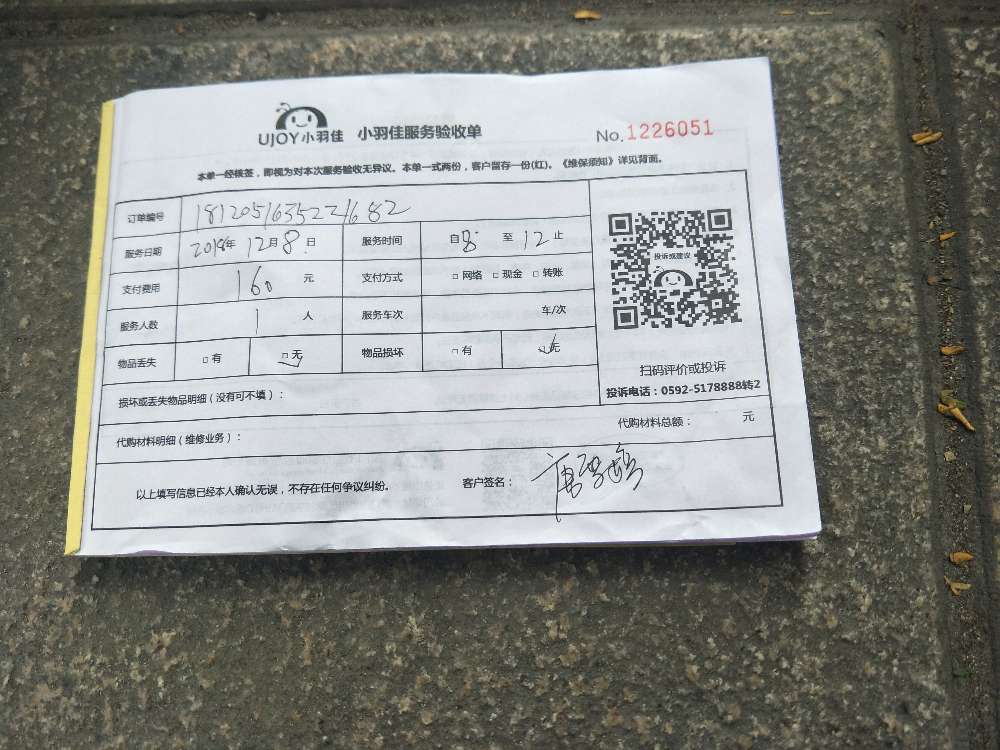 UJOY小羽佳 小羽佳服务验收单 No.1226051
本单一经核签，即视为对本次服务验收无异议。本单一式两份，客户留存一份(红)。《维保须知》详见背面。
订单编号 1812051635221682
服务日期 2018年 12月 8日 服务时间 自 8 至 12 止
支付费用 160 元 支付方式 □ 网络 □ 现金 □ 转账
服务人数 1 人 服务车次 车/次
物品丢失 □ 有 □ 无 物品损坏 □ 有 无
投诉或建议
扫码评价或投诉
投诉电话：0592-5178888转2
损坏或丢失物品明细（没有可不填）：
代购材料明细（维修业务）： 代购材料总额： 元
以上填写信息已经本人确认无误，不存在任何争议纠纷。 客户签名：